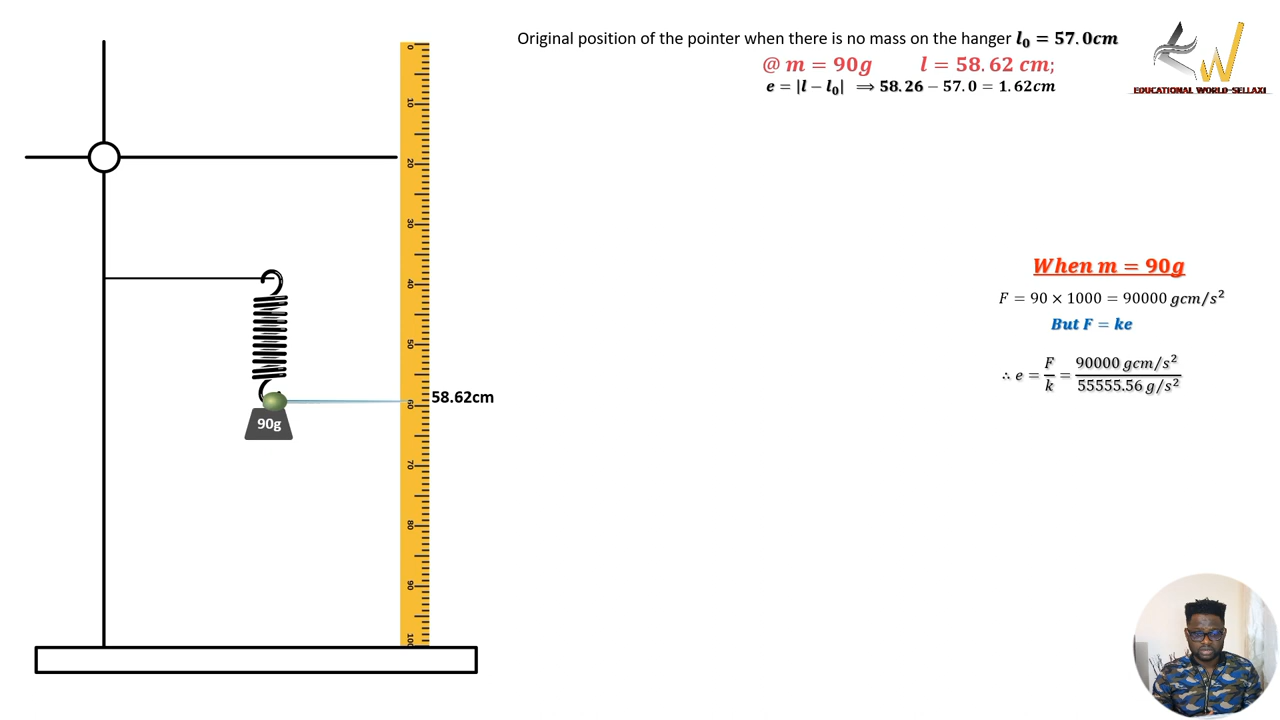 Original position of the pointer when there is no mass on the hanger l₀ = 57.0cm
@ m = 90g l = 58.62 cm;
e = |l − l₀| ⟹ 58.26 − 57.0 = 1.62cm
EDUCATIONAL WORLD-SELLAXI
0
10
20
30
40
50
60
70
80
90
100
58.62cm
90g
When m = 90g
F = 90 × 1000 = 90000 gcm/s²
But F = ke
∴ e = F/k = 90000 gcm/s² / 55555.56 g/s²